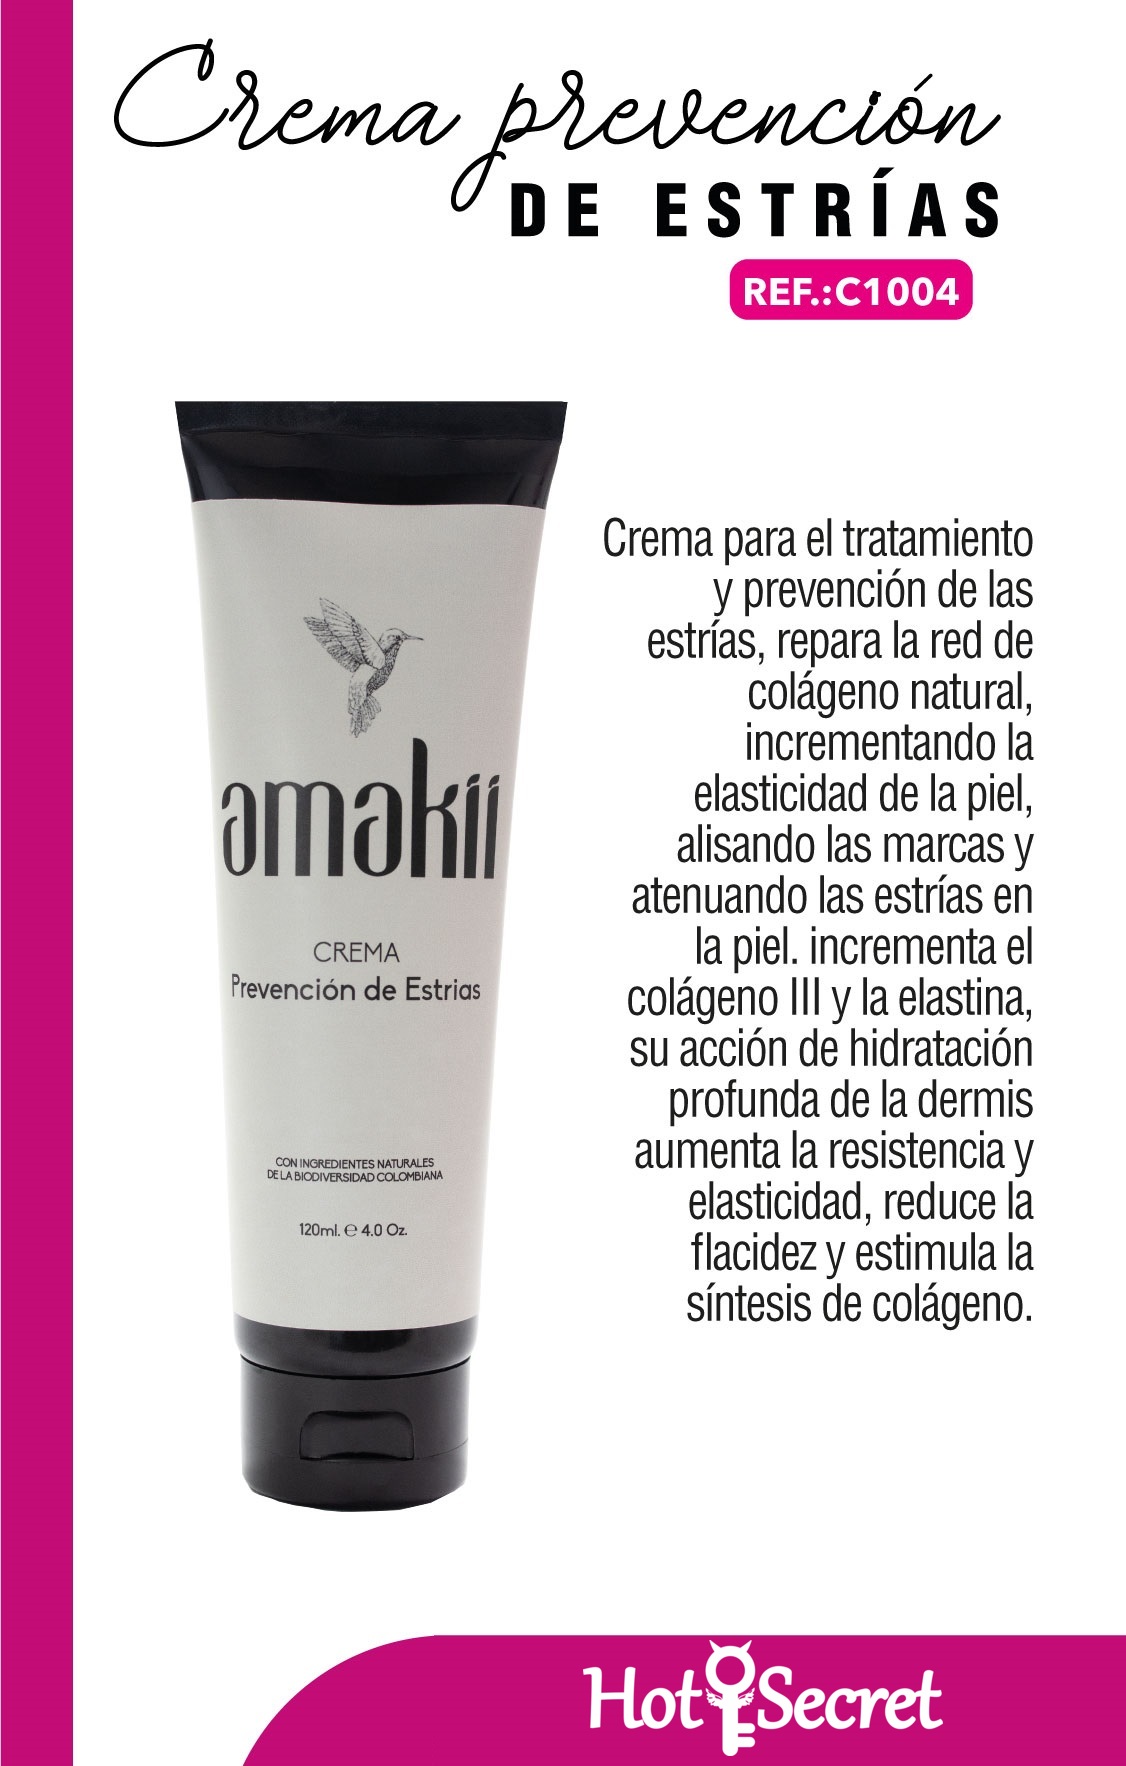 Crema prevención
DE ESTRÍAS
REF.:C1004
amakii
CREMA
Prevención de Estrias
CON INGREDIENTES NATURALES
DE LA BIODIVERSIDAD COLOMBIANA
120ml. ℮ 4.0 Oz.
Crema para el tratamiento
y prevención de las
estrías, repara la red de
colágeno natural,
incrementando la
elasticidad de la piel,
alisando las marcas y
atenuando las estrías en
la piel. incrementa el
colágeno III y la elastina,
su acción de hidratación
profunda de la dermis
aumenta la resistencia y
elasticidad, reduce la
flacidez y estimula la
síntesis de colágeno.
Hot Secret